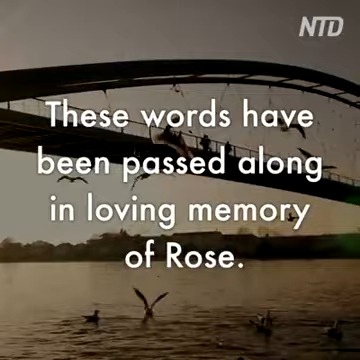 NTD
These words have
been passed along
in loving memory
of Rose.